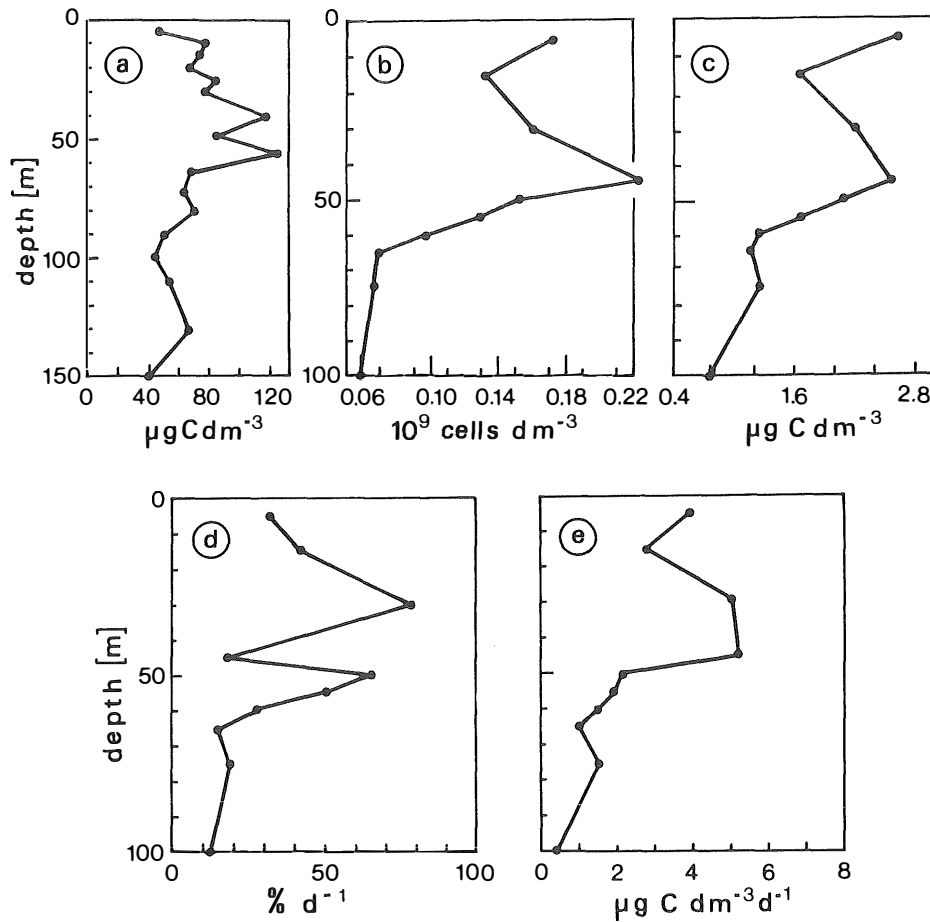 0
a
50
100
150
depth [m]
40 80 120
µgCdm-3
0
b
50
100
0.06 0.10 0.14 0.18 0.22
10^9 cells dm-3
c
0.4 1.6 2.8
µg C dm-3
0
d
50
100
depth [m]
0 50 100
% d-1
e
0 2 4 6 8
µg C dm-3d-1